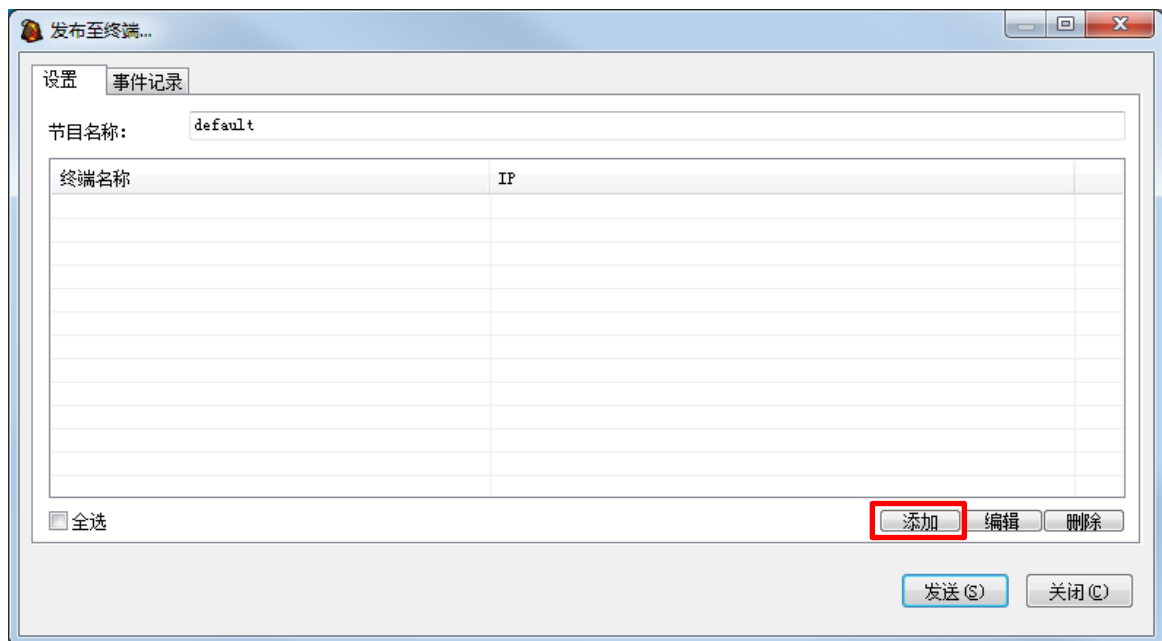 发布至终端...
设置 事件记录
节目名称: default
终端名称 IP
全选 添加 编辑 删除
发送(S) 关闭(C)